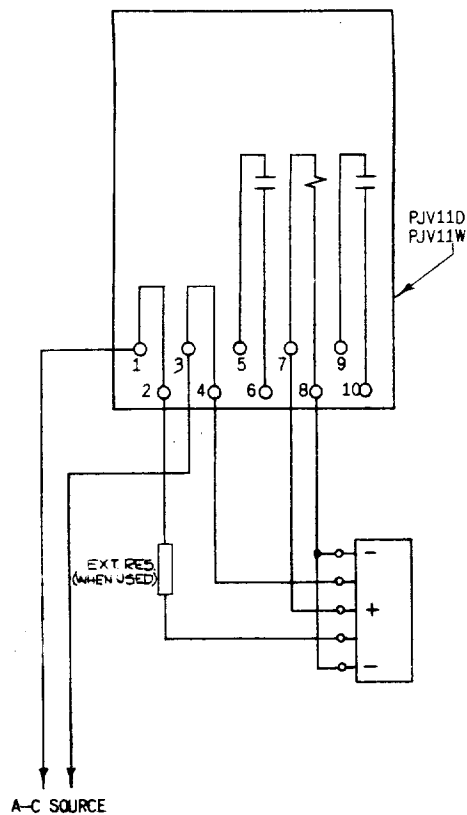 PJV11D
PJV11W
1
3
5
7
9
2
4
6
8
10
EXT. RES.
(WHEN USED)
−
+
−
A-C SOURCE